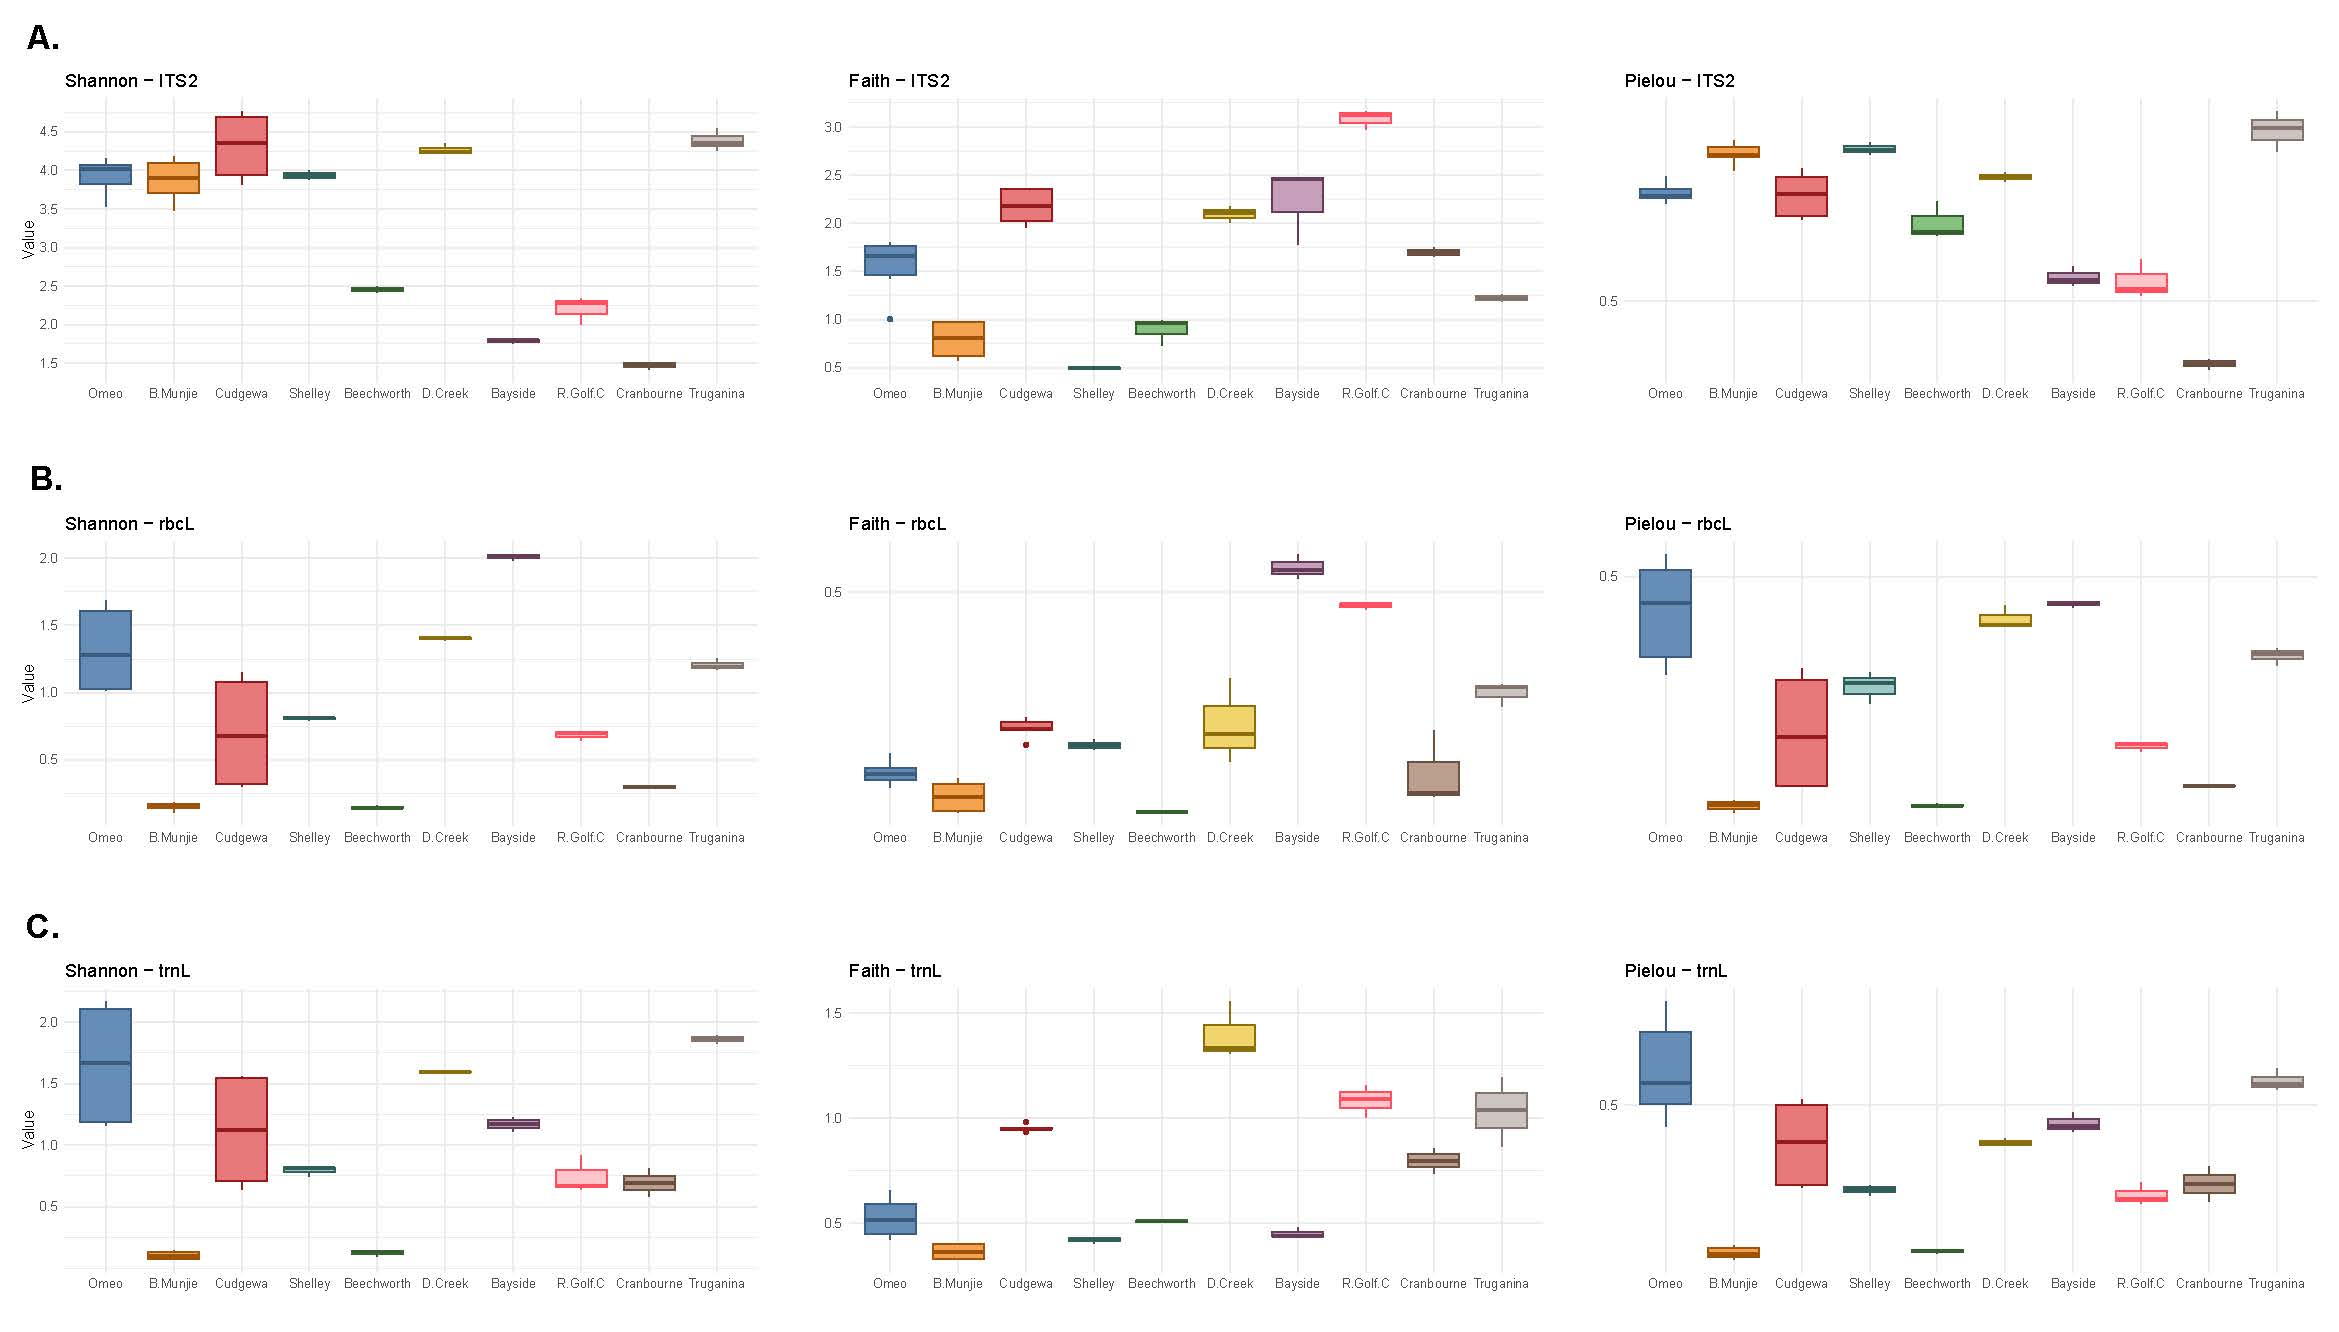 A.
Shannon − ITS2
Faith − ITS2
Pielou − ITS2
Value
4.5
4.0
3.5
3.0
2.5
2.0
1.5
3.0
2.5
2.0
1.5
1.0
0.5
0.5
Omeo B.Munjie Cudgewa Shelley Beechworth D.Creek Bayside R.Golf.C Cranbourne Truganina
Omeo B.Munjie Cudgewa Shelley Beechworth D.Creek Bayside R.Golf.C Cranbourne Truganina
Omeo B.Munjie Cudgewa Shelley Beechworth D.Creek Bayside R.Golf.C Cranbourne Truganina
B.
Shannon − rbcL
Faith − rbcL
Pielou − rbcL
Value
2.0
1.5
1.0
0.5
0.5
0.5
Omeo B.Munjie Cudgewa Shelley Beechworth D.Creek Bayside R.Golf.C Cranbourne Truganina
Omeo B.Munjie Cudgewa Shelley Beechworth D.Creek Bayside R.Golf.C Cranbourne Truganina
Omeo B.Munjie Cudgewa Shelley Beechworth D.Creek Bayside R.Golf.C Cranbourne Truganina
C.
Shannon − trnL
Faith − trnL
Pielou − trnL
Value
2.0
1.5
1.0
0.5
1.5
1.0
0.5
0.5
Omeo B.Munjie Cudgewa Shelley Beechworth D.Creek Bayside R.Golf.C Cranbourne Truganina
Omeo B.Munjie Cudgewa Shelley Beechworth D.Creek Bayside R.Golf.C Cranbourne Truganina
Omeo B.Munjie Cudgewa Shelley Beechworth D.Creek Bayside R.Golf.C Cranbourne Truganina